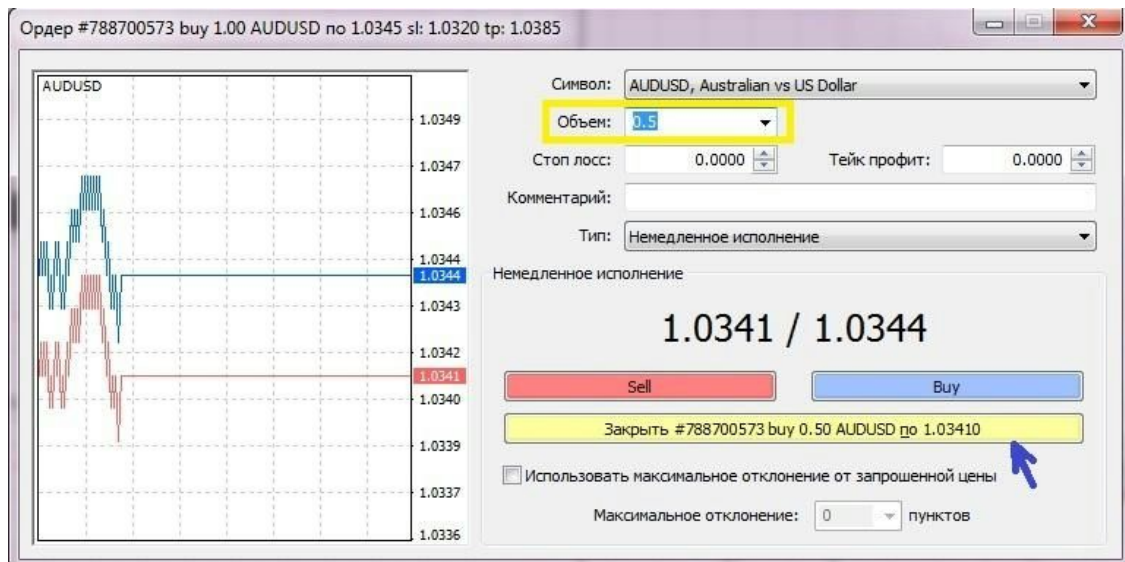 Ордер #788700573 buy 1.00 AUDUSD по 1.0345 sl: 1.0320 tp: 1.0385
AUDUSD
1.0349
1.0347
1.0346
1.0344
1.0344
1.0343
1.0342
1.0341
1.0340
1.0339
1.0337
1.0336
Символ: AUDUSD, Australian vs US Dollar
Объем: 0.5
Стоп лосс: 0.0000 Тейк профит: 0.0000
Комментарий:
Тип: Немедленное исполнение
Немедленное исполнение
1.0341 / 1.0344
Sell Buy
Закрыть #788700573 buy 0.50 AUDUSD по 1.03410
Использовать максимальное отклонение от запрошенной цены
Максимальное отклонение: 0 пунктов